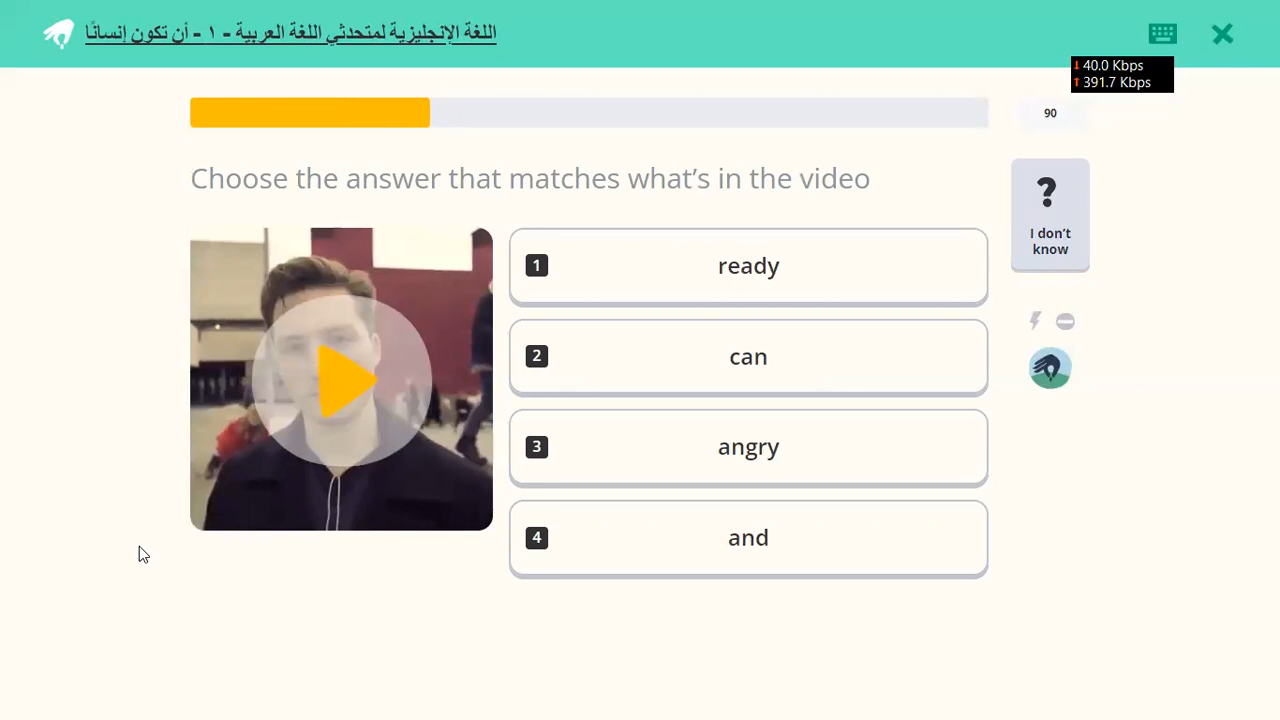 اللغة الإنجليزية لمتحدثي اللغة العربية - ١ - أن تكون إنسانًا
40.0 Kbps
391.7 Kbps
90
Choose the answer that matches what's in the video
?
I don't
know
1 ready
2 can
3 angry
4 and